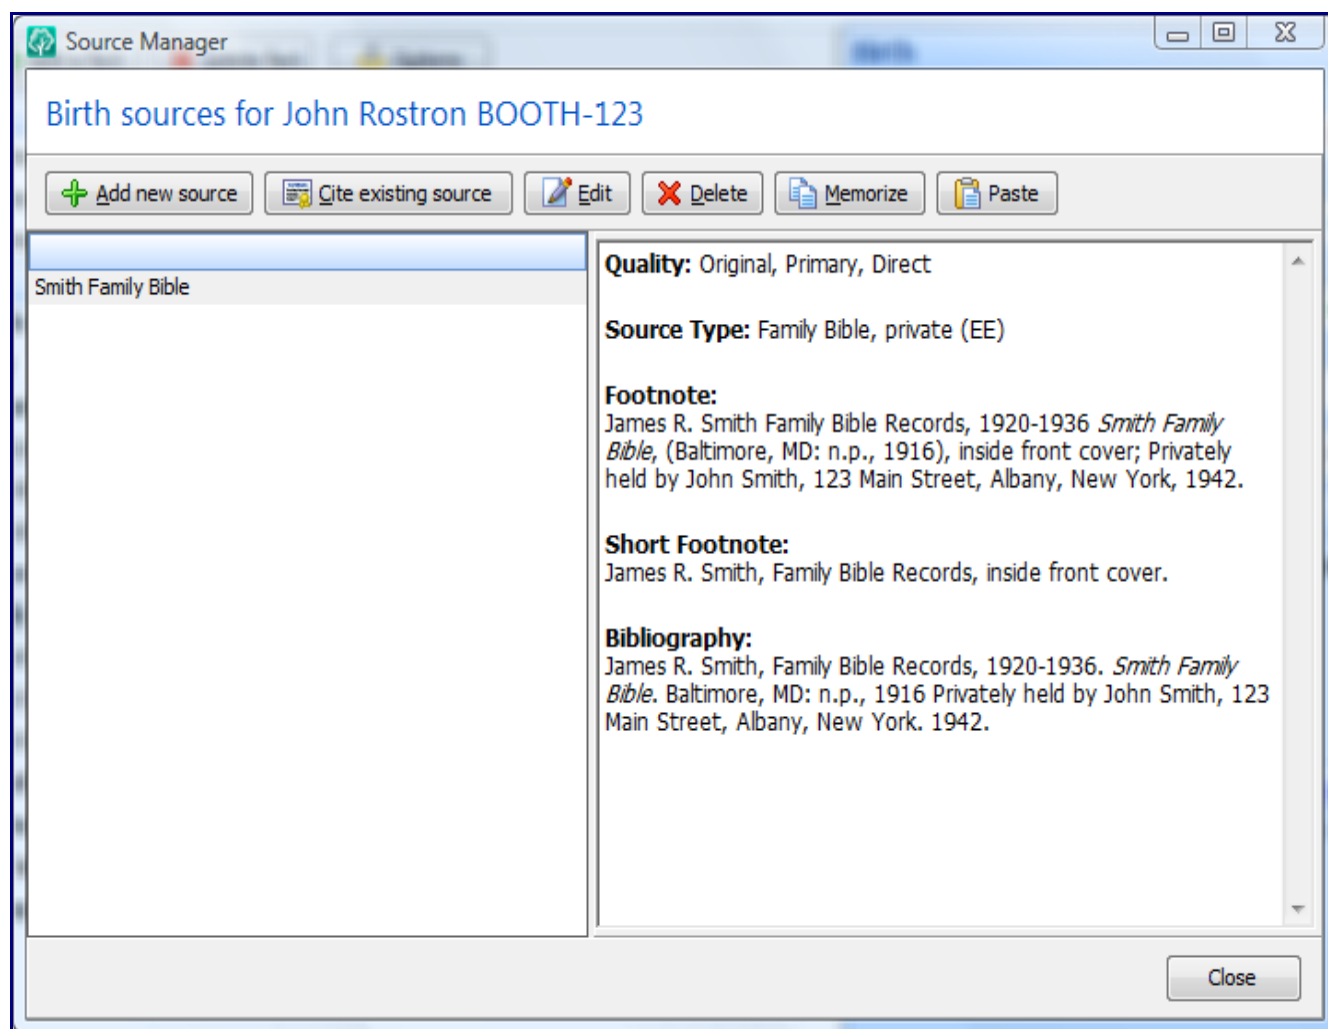 Source Manager
Birth sources for John Rostron BOOTH-123
Add new source
Cite existing source
Edit
Delete
Memorize
Paste
Smith Family Bible
Quality: Original, Primary, Direct
Source Type: Family Bible, private (EE)
Footnote:
James R. Smith Family Bible Records, 1920-1936 Smith Family
Bible, (Baltimore, MD: n.p., 1916), inside front cover; Privately
held by John Smith, 123 Main Street, Albany, New York, 1942.
Short Footnote:
James R. Smith, Family Bible Records, inside front cover.
Bibliography:
James R. Smith, Family Bible Records, 1920-1936. Smith Family
Bible. Baltimore, MD: n.p., 1916 Privately held by John Smith, 123
Main Street, Albany, New York. 1942.
Close